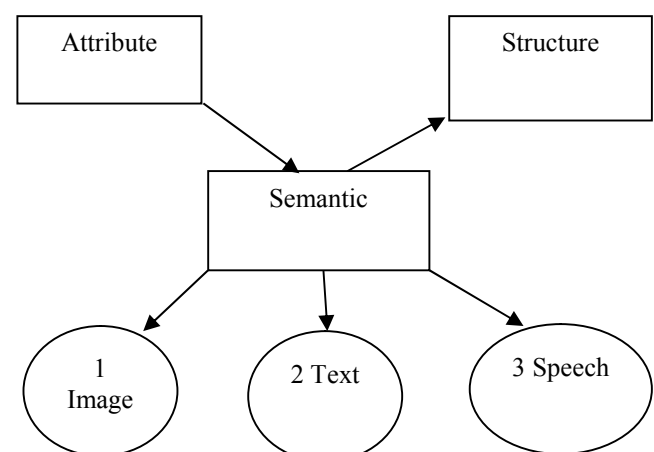 Attribute
Structure
Semantic
1
Image
2 Text
3 Speech